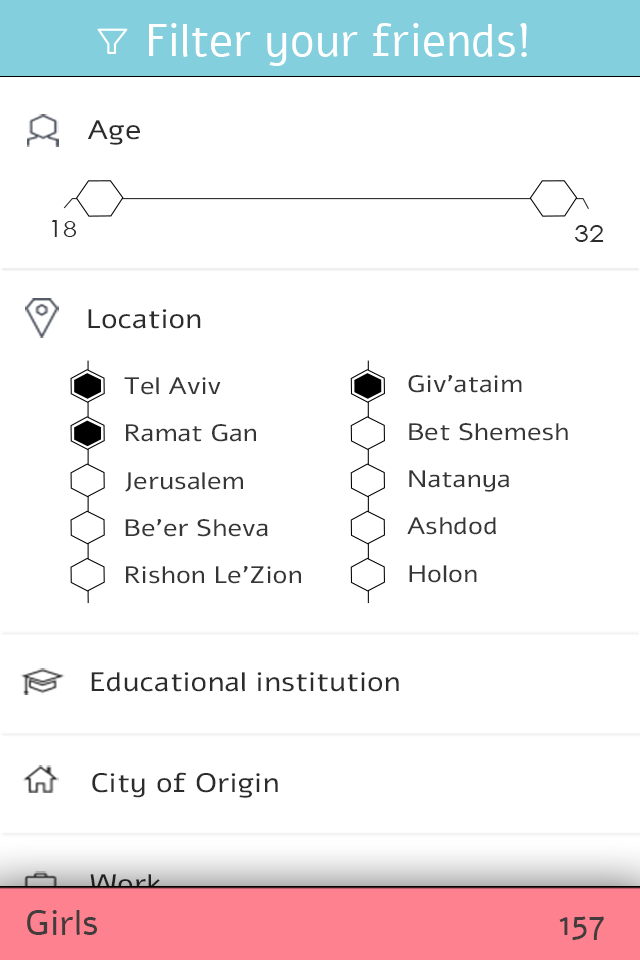 Filter your friends!
Age
18
32
Location
Tel Aviv
Giv'ataim
Ramat Gan
Bet Shemesh
Jerusalem
Natanya
Be'er Sheva
Ashdod
Rishon Le'Zion
Holon
Educational institution
City of Origin
Work
Girls
157